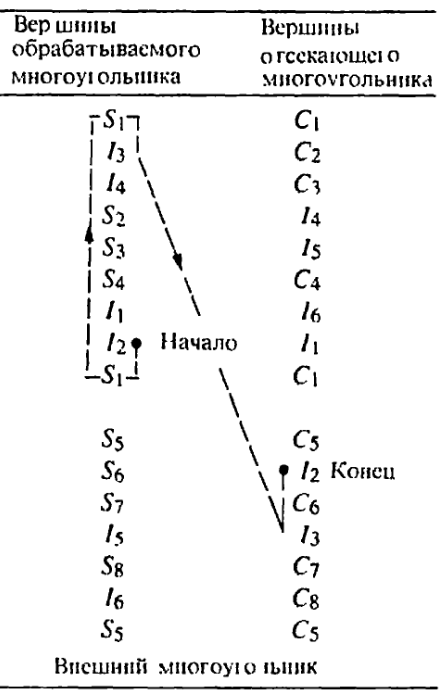 Вершины обрабатываемого многоугольника Вершины отсекающего многоугольника
S1 C1
I3 C2
I4 C3
S2 I4
S3 I5
S4 C4
I1 I6
I2 Начало I1
S1 C1
S5 C5
S6 I2 Конец
S7 C6
I5 I3
S8 C7
I6 C8
S5 C5
Внешний многоугольник